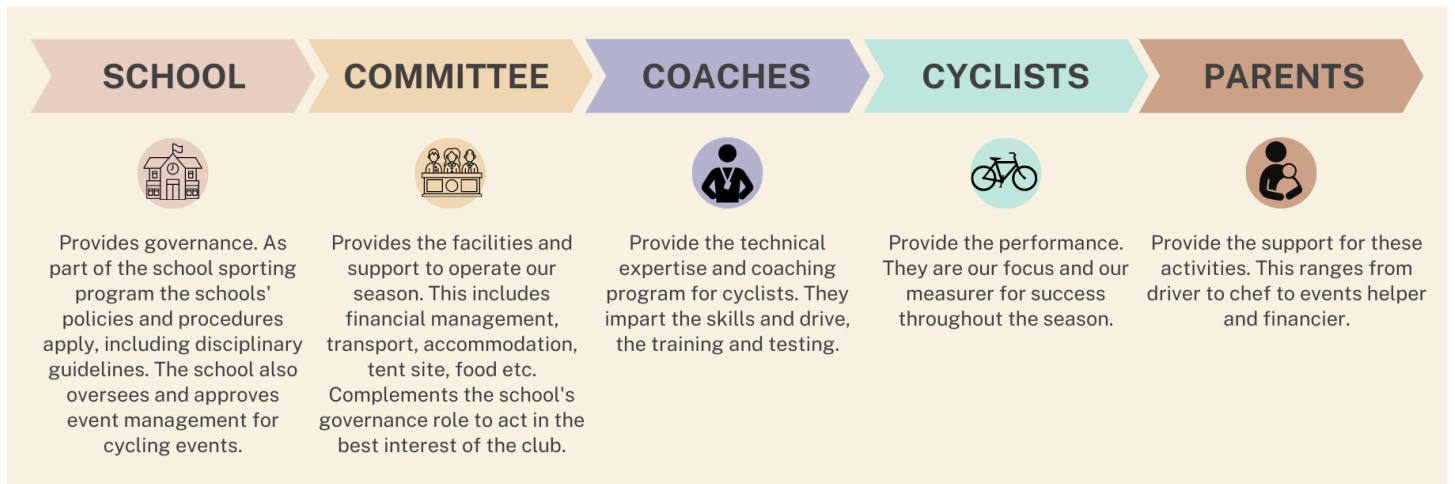 SCHOOL
Provides governance. As
part of the school sporting
program the schools'
policies and procedures
apply, including disciplinary
guidelines. The school also
oversees and approves
event management for
cycling events.
COMMITTEE
Provides the facilities and
support to operate our
season. This includes
financial management,
transport, accommodation,
tent site, food etc.
Complements the school's
governance role to act in the
best interest of the club.
COACHES
Provide the technical
expertise and coaching
program for cyclists. They
impart the skills and drive,
the training and testing.
CYCLISTS
Provide the performance.
They are our focus and our
measurer for success
throughout the season.
PARENTS
Provide the support for these
activities. This ranges from
driver to chef to events helper
and financier.